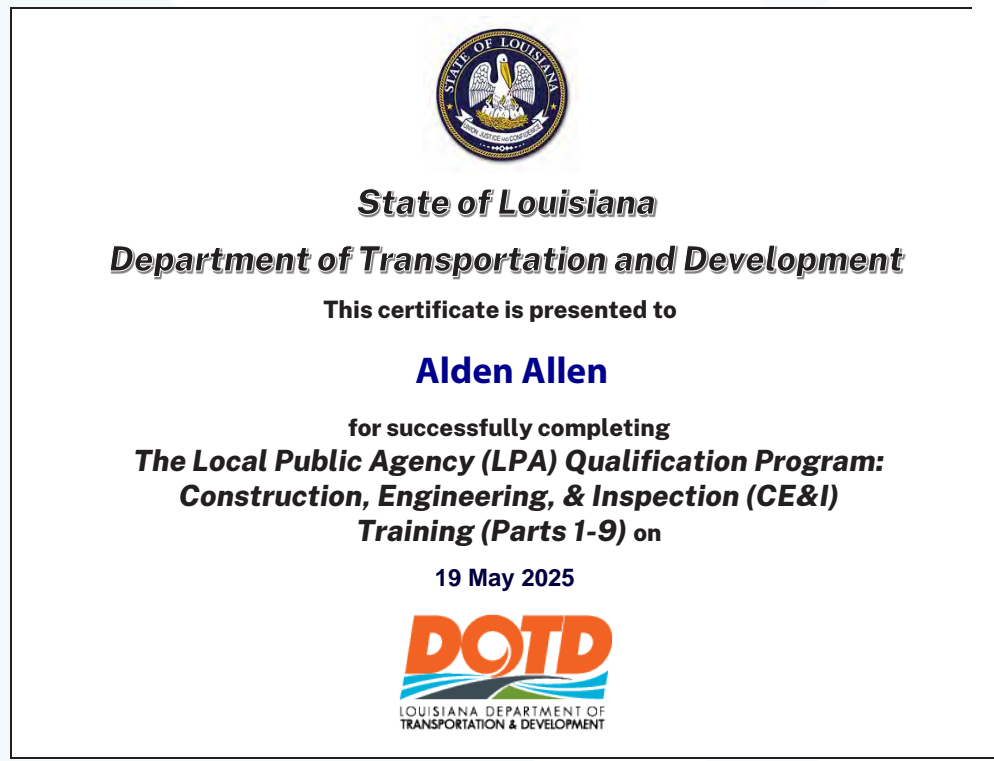 STATE OF LOUISIANA
UNION, JUSTICE AND CONFIDENCE
State of Louisiana
Department of Transportation and Development
This certificate is presented to
Alden Allen
for successfully completing
The Local Public Agency (LPA) Qualification Program:
Construction, Engineering, & Inspection (CE&I)
Training (Parts 1-9) on
19 May 2025
DOTD
LOUISIANA DEPARTMENT OF
TRANSPORTATION & DEVELOPMENT